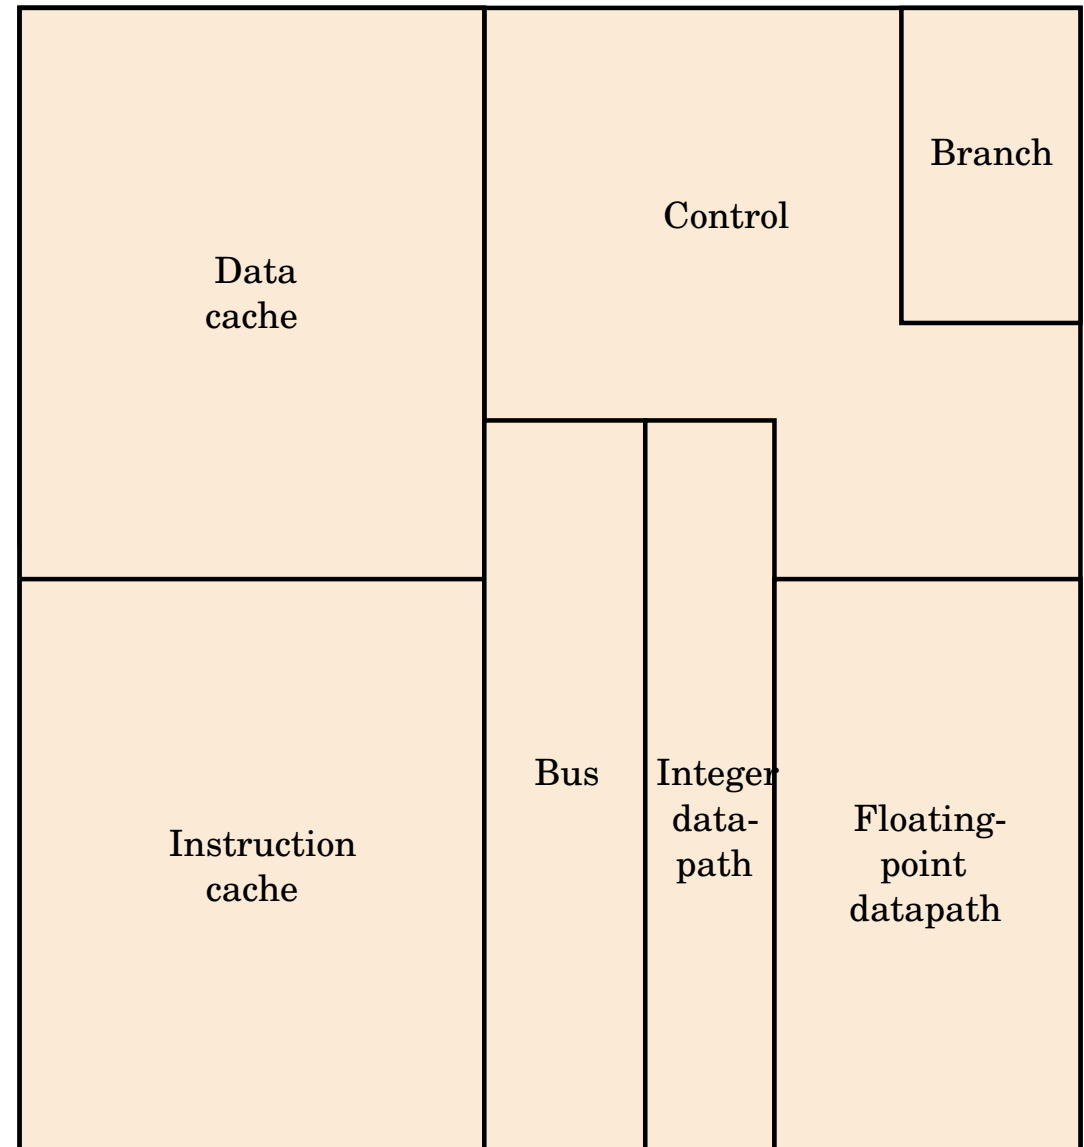 Data
cache
Control
Branch
Instruction
cache
Bus
Integer
data-
path
Floating-
point
datapath